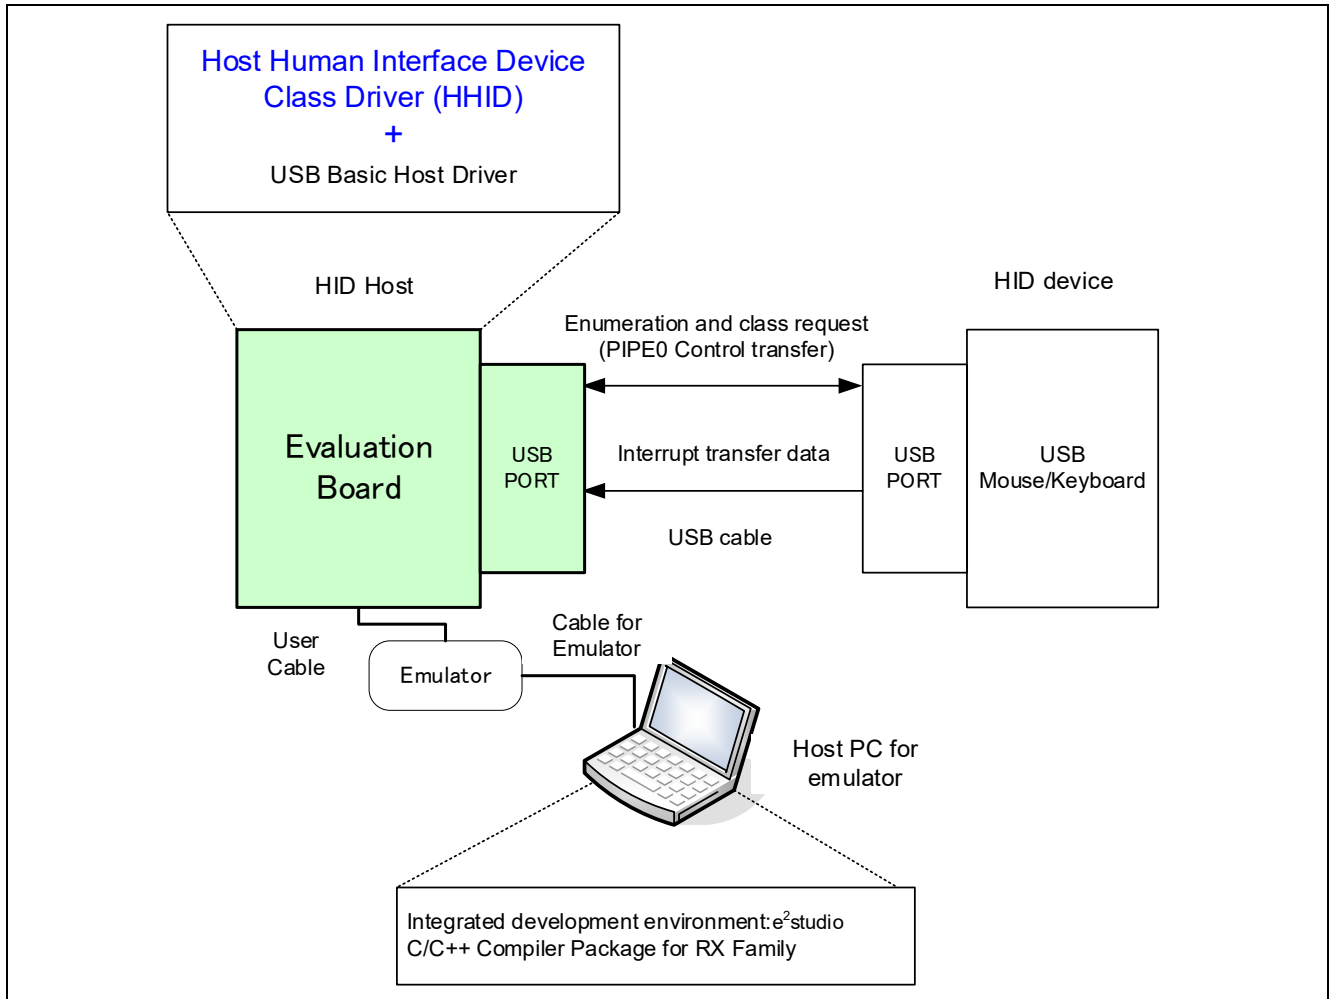 Host Human Interface Device
Class Driver (HHID)
+
USB Basic Host Driver
HID Host
HID device
Enumeration and class request
(PIPE0 Control transfer)
Evaluation
Board
USB
PORT
Interrupt transfer data
USB
PORT
USB
Mouse/Keyboard
USB cable
User
Cable
Cable for
Emulator
Emulator
Host PC for
emulator
Integrated development environment:e²studio
C/C++ Compiler Package for RX Family